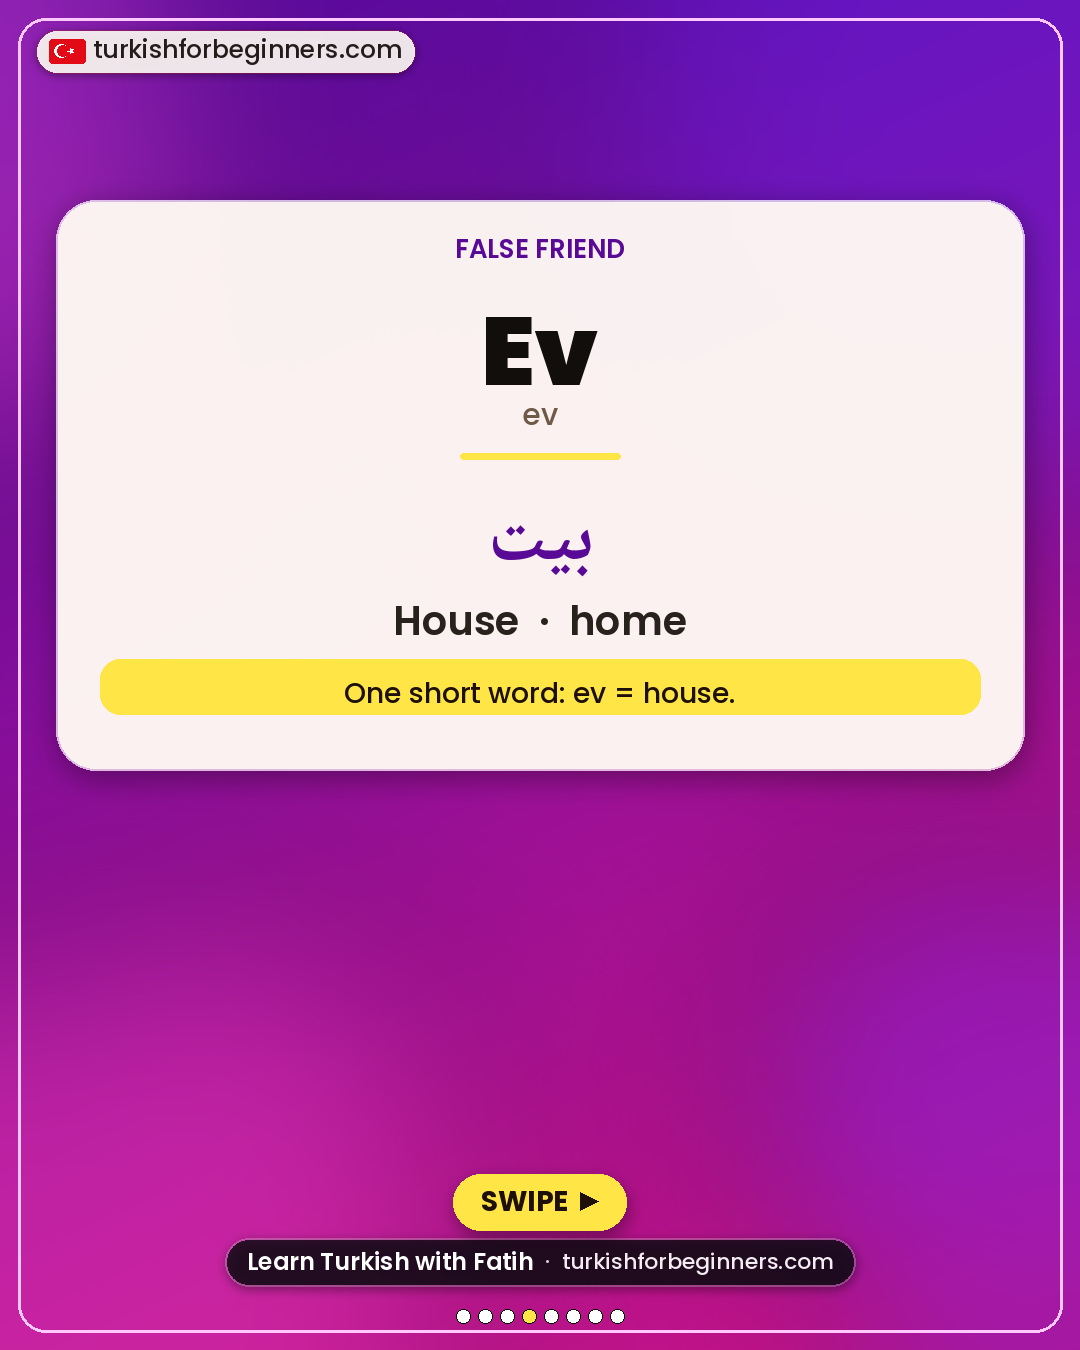 turkishforbeginners.com
FALSE FRIEND
Ev
ev
بيت
House · home
One short word: ev = house.
SWIPE ▶
Learn Turkish with Fatih · turkishforbeginners.com